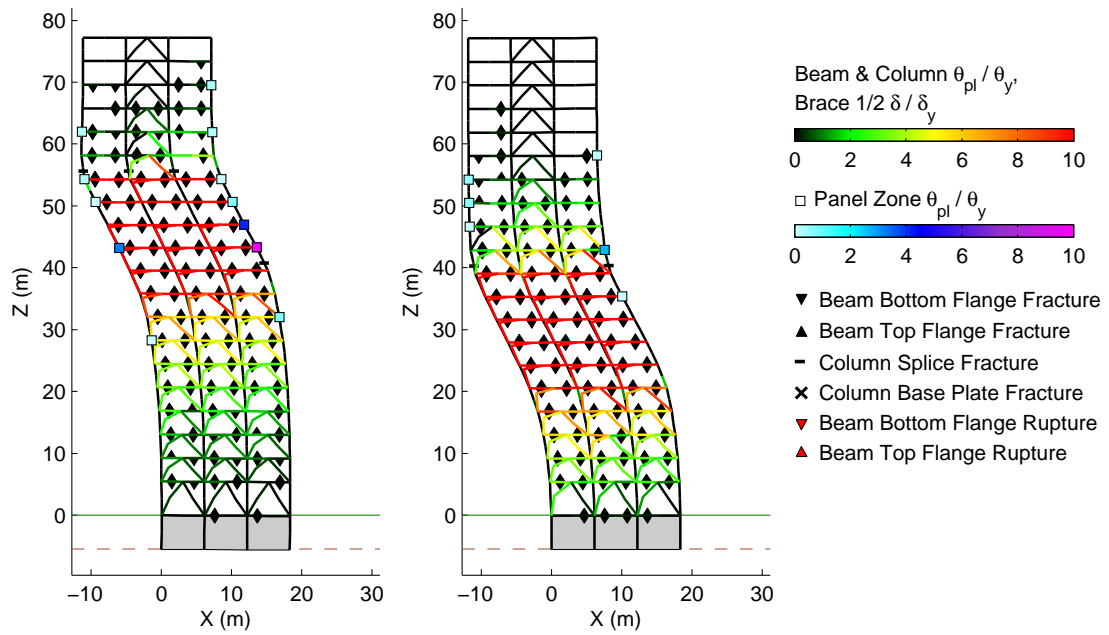 80
70
60
50
40
30
20
10
0
−10
Z (m)
−10 0 10 20 30
X (m)
80
70
60
50
40
30
20
10
0
−10
Z (m)
−10 0 10 20 30
X (m)
Beam & Column θpl / θy,
Brace 1/2 δ / δy
0 2 4 6 8 10
Panel Zone θpl / θy
0 2 4 6 8 10
Beam Bottom Flange Fracture
Beam Top Flange Fracture
Column Splice Fracture
Column Base Plate Fracture
Beam Bottom Flange Rupture
Beam Top Flange Rupture